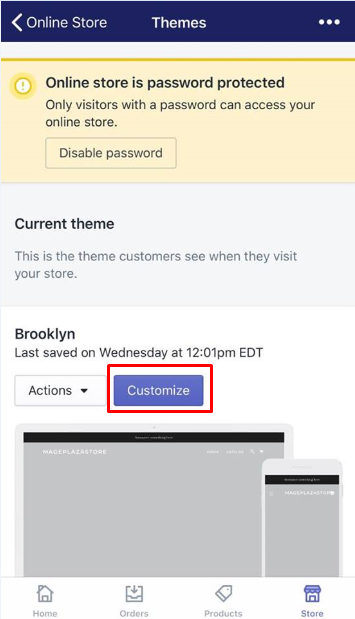 Online Store
Themes
Online store is password protected
Only visitors with a password can access your
online store.
Disable password
Current theme
This is the theme customers see when they visit
your store.
Brooklyn
Last saved on Wednesday at 12:01pm EDT
Actions
Customize
MAGEPLAZASTORE
MAGEPLAZASTORE
Home
Orders
Products
Store